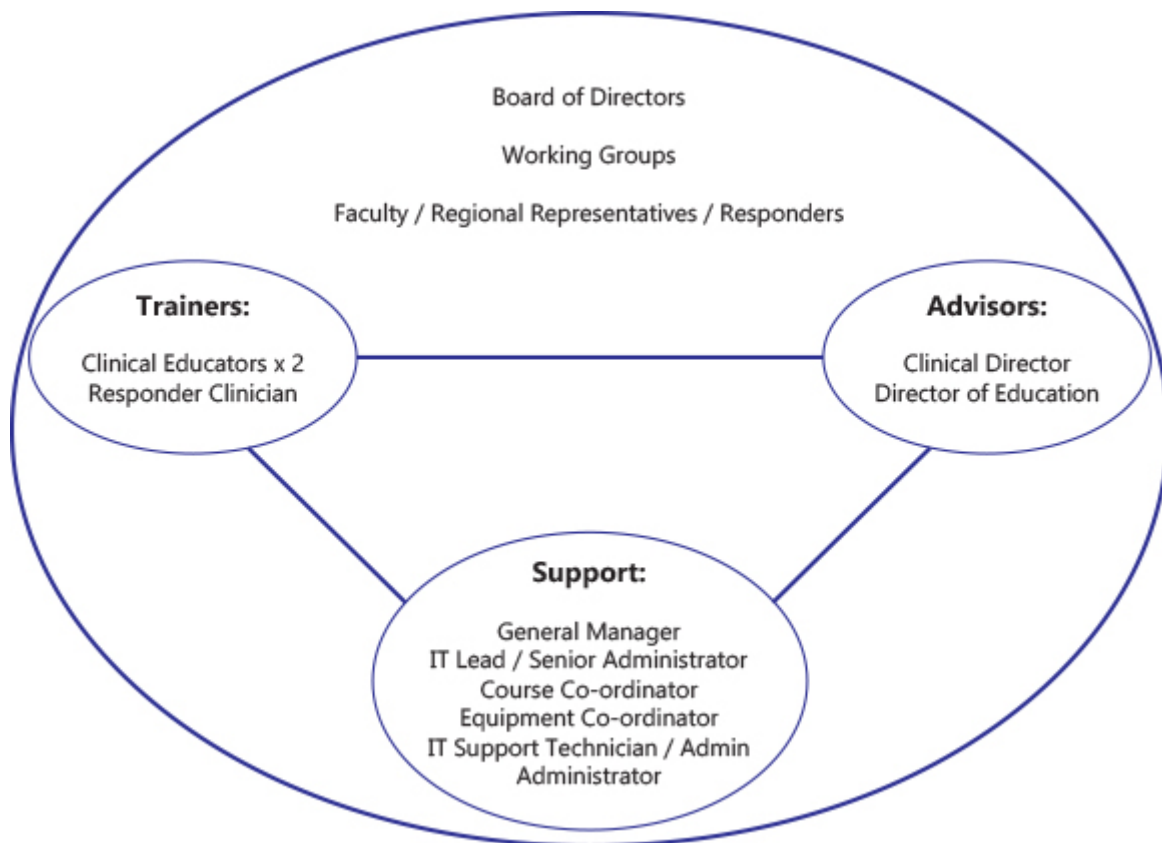 Board of Directors
Working Groups
Faculty / Regional Representatives / Responders
Trainers:
Clinical Educators x 2
Responder Clinician
Advisors:
Clinical Director
Director of Education
Support:
General Manager
IT Lead / Senior Administrator
Course Co-ordinator
Equipment Co-ordinator
IT Support Technician / Admin
Administrator